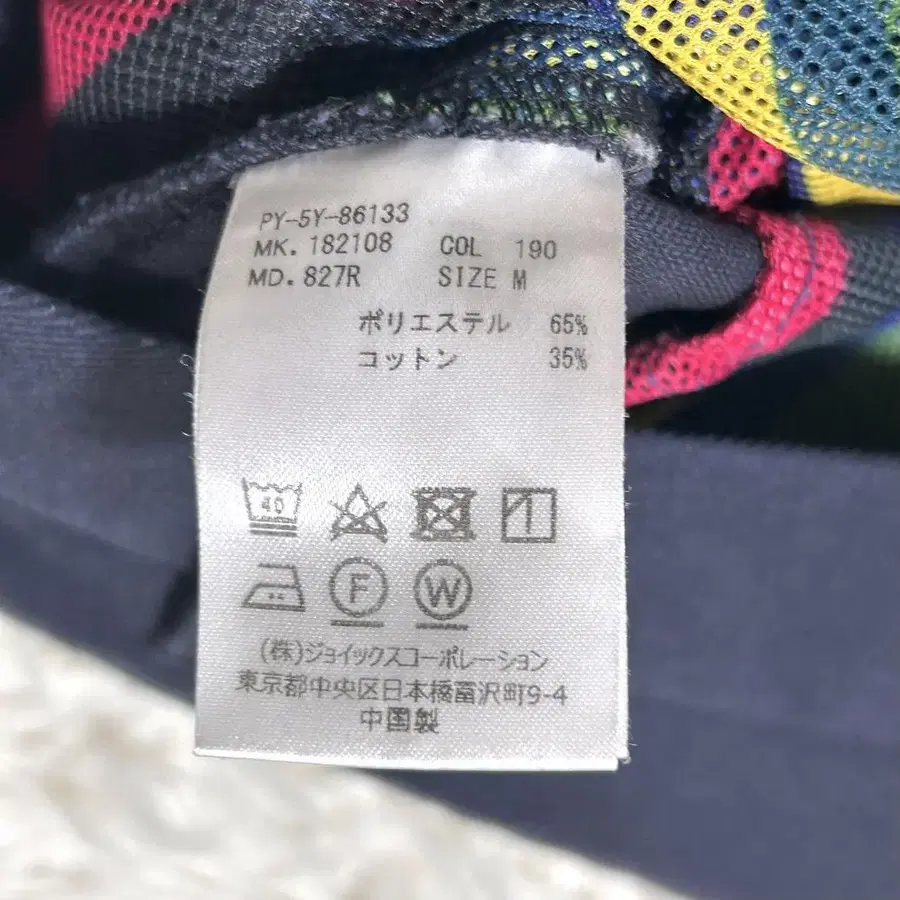 PY-5Y-86133
MK. 182108 COL 190
MD. 827R SIZE M
ポリエステル 65%
コットン 35%
40
F W
(株)ジョイックスコーポレーション
東京都中央区日本橋富沢町9-4
中国製